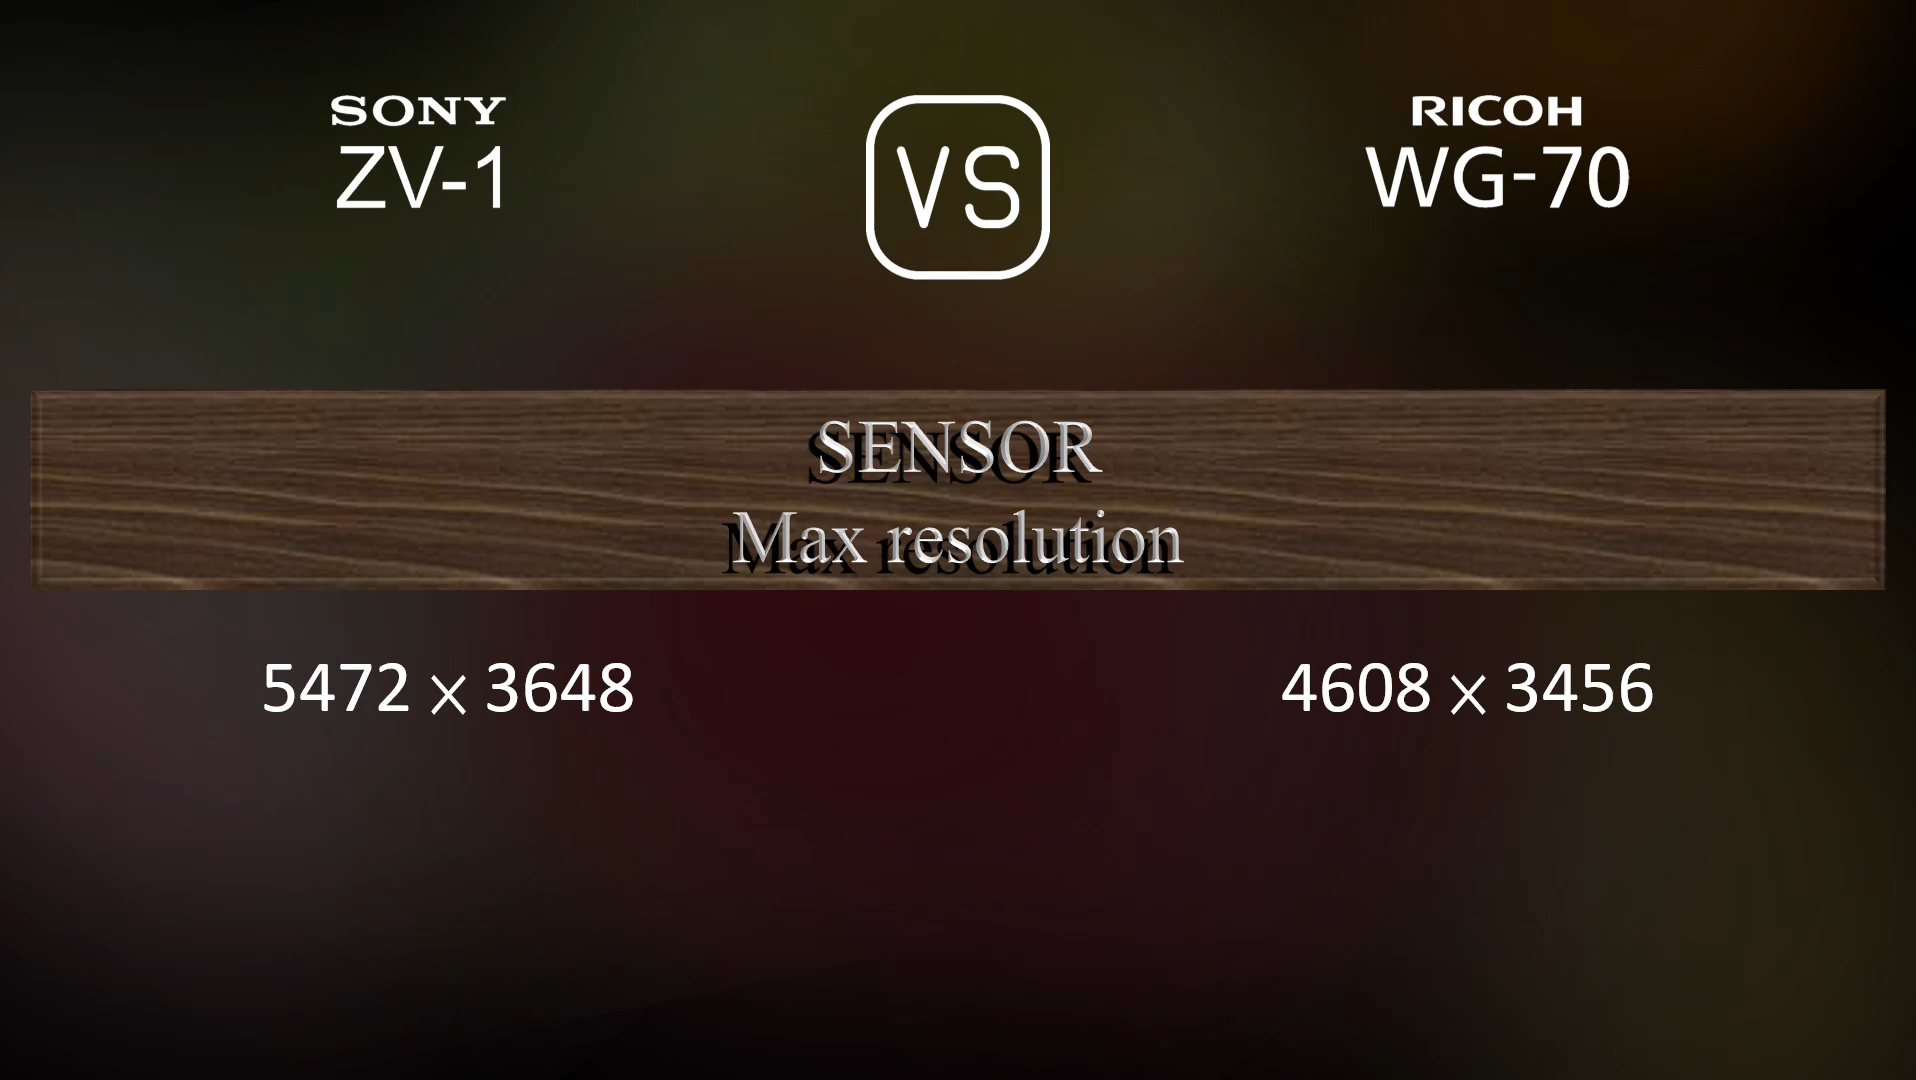 SONY
ZV-1
VS
RICOH
WG-70
SENSOR
Max resolution
5472 x 3648
4608 x 3456